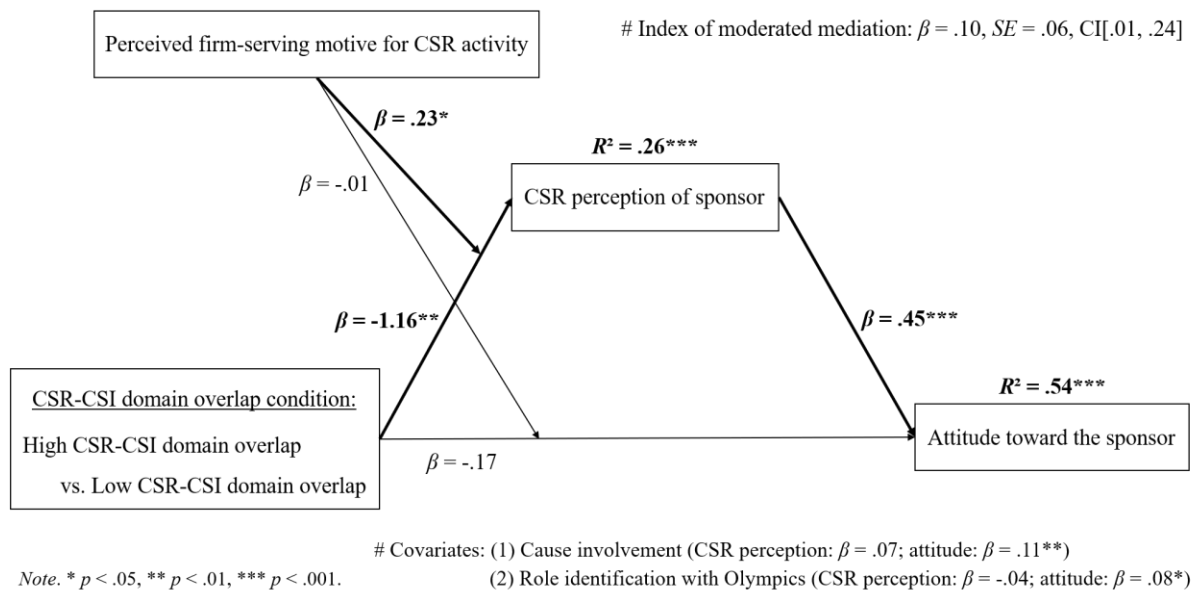 Perceived firm-serving motive for CSR activity
# Index of moderated mediation: β = .10, SE = .06, CI[.01, .24]
β = .23*
R² = .26***
β = -.01
CSR perception of sponsor
β = -1.16**
β = .45***
CSR-CSI domain overlap condition:
High CSR-CSI domain overlap
vs. Low CSR-CSI domain overlap
R² = .54***
Attitude toward the sponsor
β = -.17
# Covariates: (1) Cause involvement (CSR perception: β = .07; attitude: β = .11**)
Note. * p < .05, ** p < .01, *** p < .001.
(2) Role identification with Olympics (CSR perception: β = -.04; attitude: β = .08*)